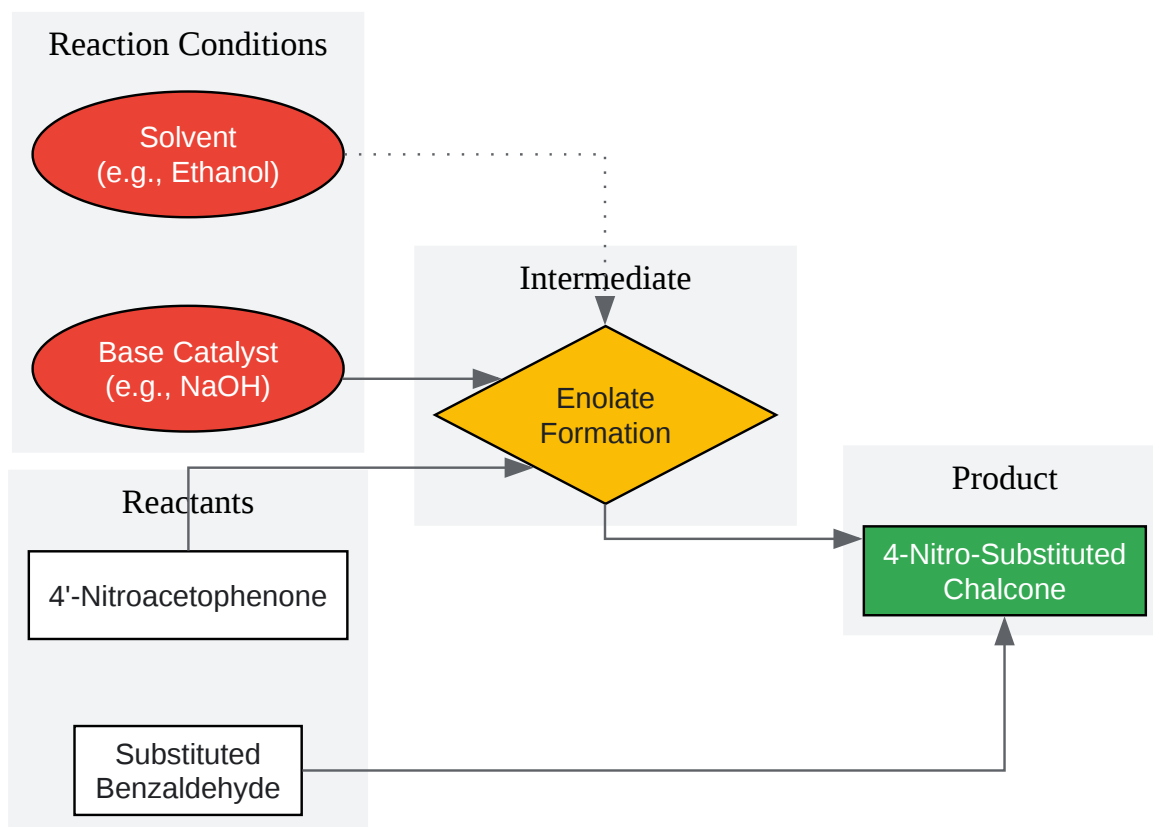 Reaction Conditions
Solvent
(e.g., Ethanol)
Base Catalyst
(e.g., NaOH)
Intermediate
Enolate
Formation
Reactants
4'-Nitroacetophenone
Substituted
Benzaldehyde
Product
4-Nitro-Substituted
Chalcone